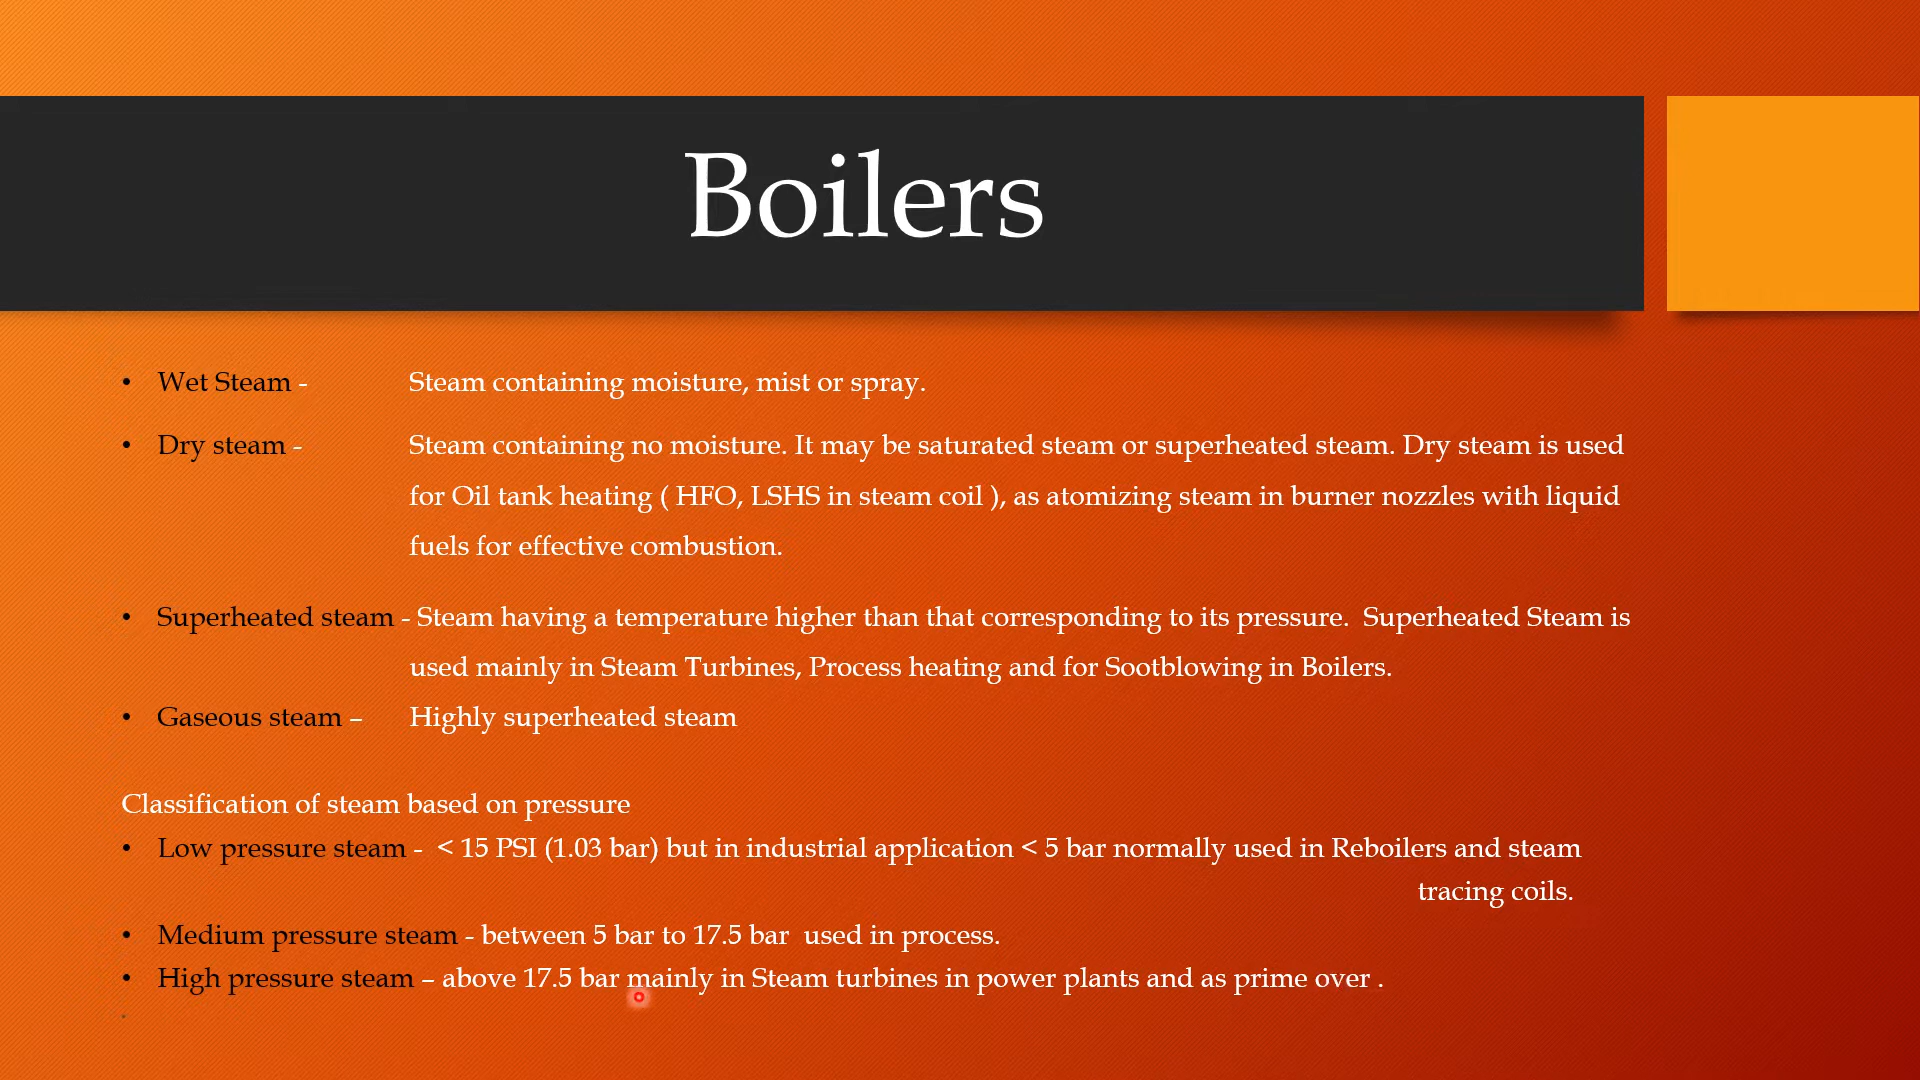 Boilers
• Wet Steam - Steam containing moisture, mist or spray.
• Dry steam - Steam containing no moisture. It may be saturated steam or superheated steam. Dry steam is used
for Oil tank heating ( HFO, LSHS in steam coil ), as atomizing steam in burner nozzles with liquid
fuels for effective combustion.
• Superheated steam - Steam having a temperature higher than that corresponding to its pressure. Superheated Steam is
used mainly in Steam Turbines, Process heating and for Sootblowing in Boilers.
• Gaseous steam – Highly superheated steam
Classification of steam based on pressure
• Low pressure steam - < 15 PSI (1.03 bar) but in industrial application < 5 bar normally used in Reboilers and steam
tracing coils.
• Medium pressure steam - between 5 bar to 17.5 bar used in process.
• High pressure steam – above 17.5 bar mainly in Steam turbines in power plants and as prime over .